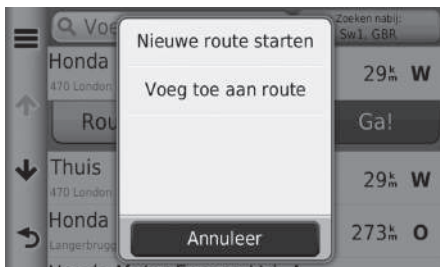 Voe
Zoeken nabij:
Sw1, GBR
Nieuwe route starten
Honda
470 London
29 km W
Voeg toe aan route
Rou
Ga!
Thuis
470 London
29 km W
Honda
Langerbrugg
273 km O
Annuleer